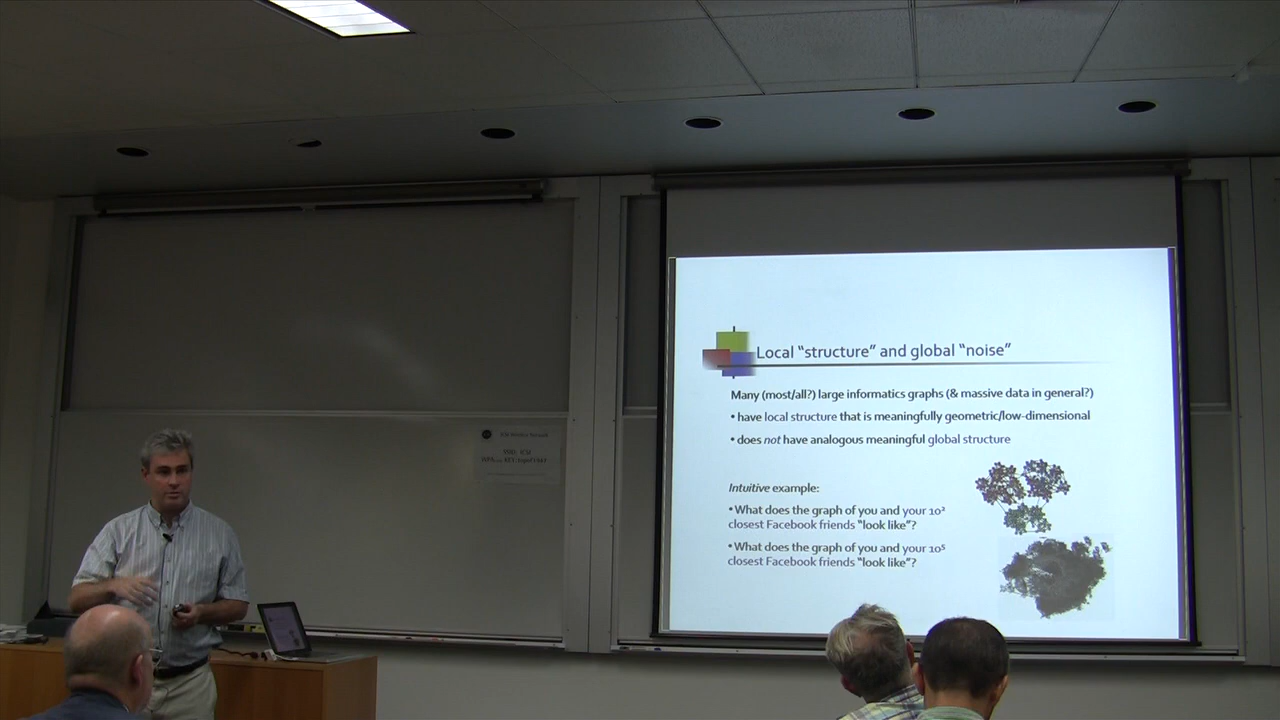 Local “structure” and global “noise”
Many (most/all?) large informatics graphs (& massive data in general?)
• have local structure that is meaningfully geometric/low-dimensional
• does not have analogous meaningful global structure
Intuitive example:
• What does the graph of you and your 10²
closest Facebook friends “look like”?
• What does the graph of you and your 10⁵
closest Facebook friends “look like”?